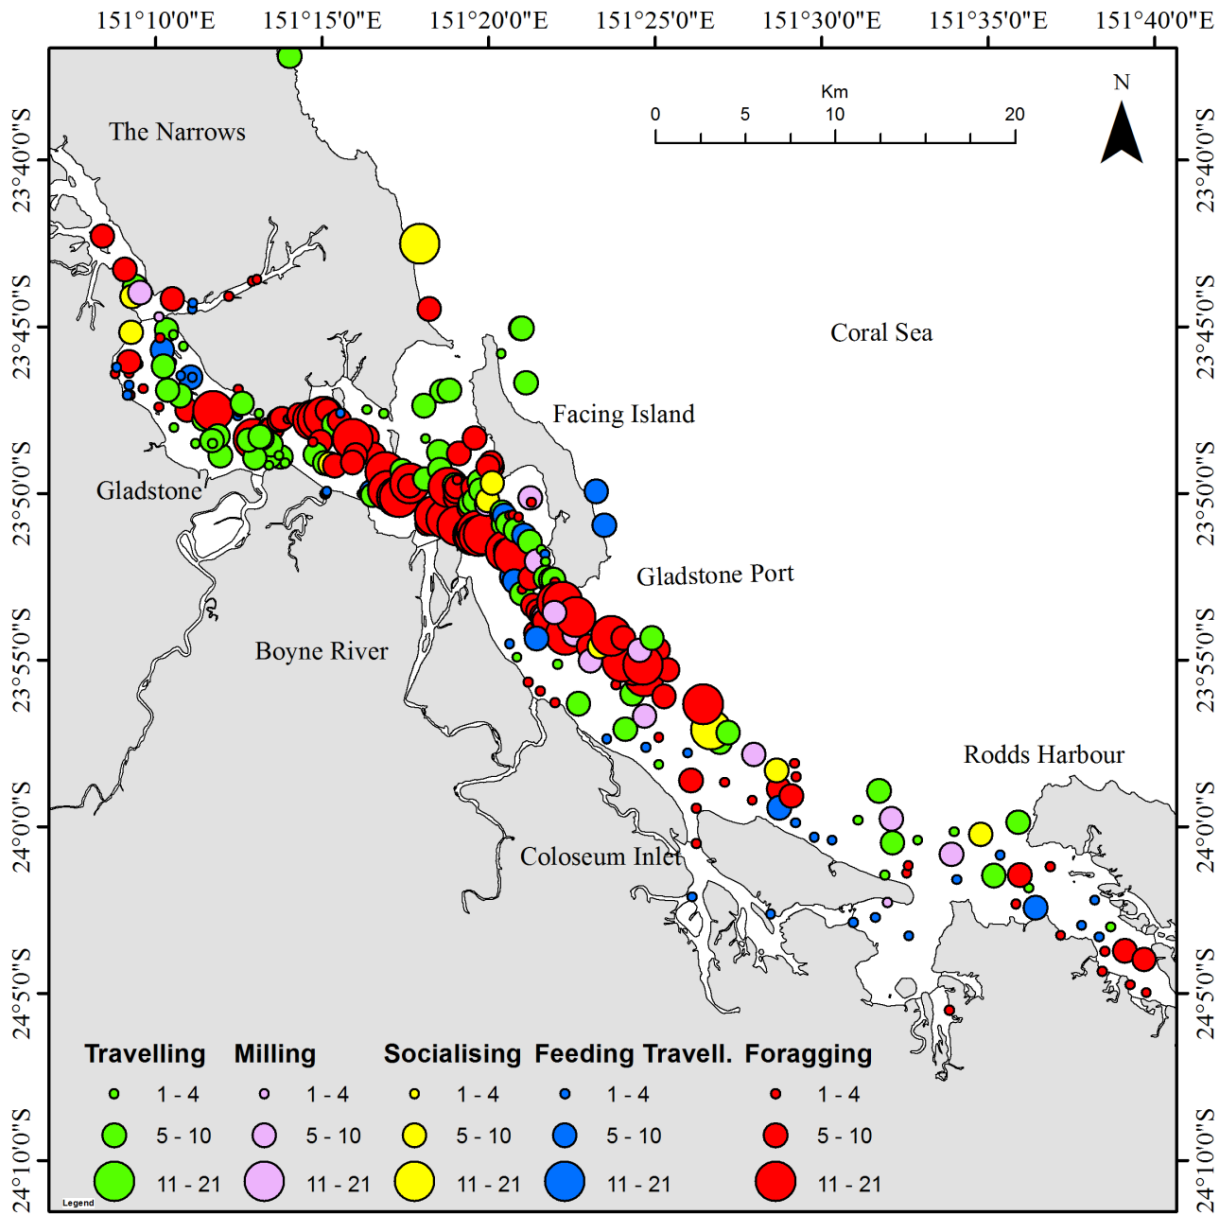 151°10'0"E 151°15'0"E 151°20'0"E 151°25'0"E 151°30'0"E 151°35'0"E 151°40'0"E
Km
0 5 10 20
N
The Narrows
23°40'0"S 23°40'0"S
Coral Sea
23°45'0"S 23°45'0"S
Facing Island
Gladstone
23°50'0"S 23°50'0"S
Gladstone Port
Boyne River
23°55'0"S 23°55'0"S
Rodds Harbour
24°0'0"S 24°0'0"S
Coloseum Inlet
24°5'0"S 24°5'0"S
Travelling Milling Socialising Feeding Travell. Foragging
1 - 4 1 - 4 1 - 4 1 - 4 1 - 4
5 - 10 5 - 10 5 - 10 5 - 10 5 - 10
11 - 21 11 - 21 11 - 21 11 - 21 11 - 21
24°10'0"S 24°10'0"S
Legend